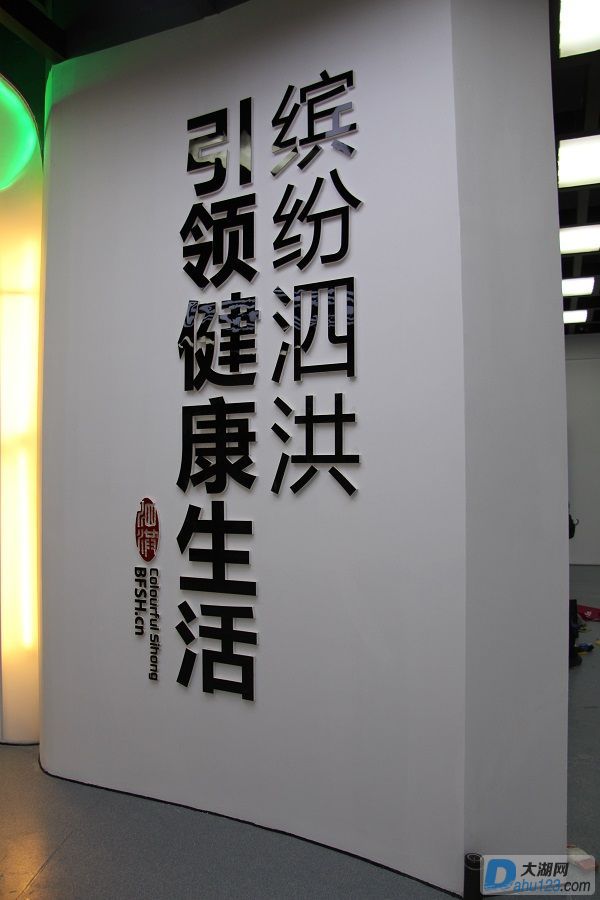 缤纷泗洪
引领健康生活
Colourful Sihong
BFSH.cn
大湖网
Dahu123.com